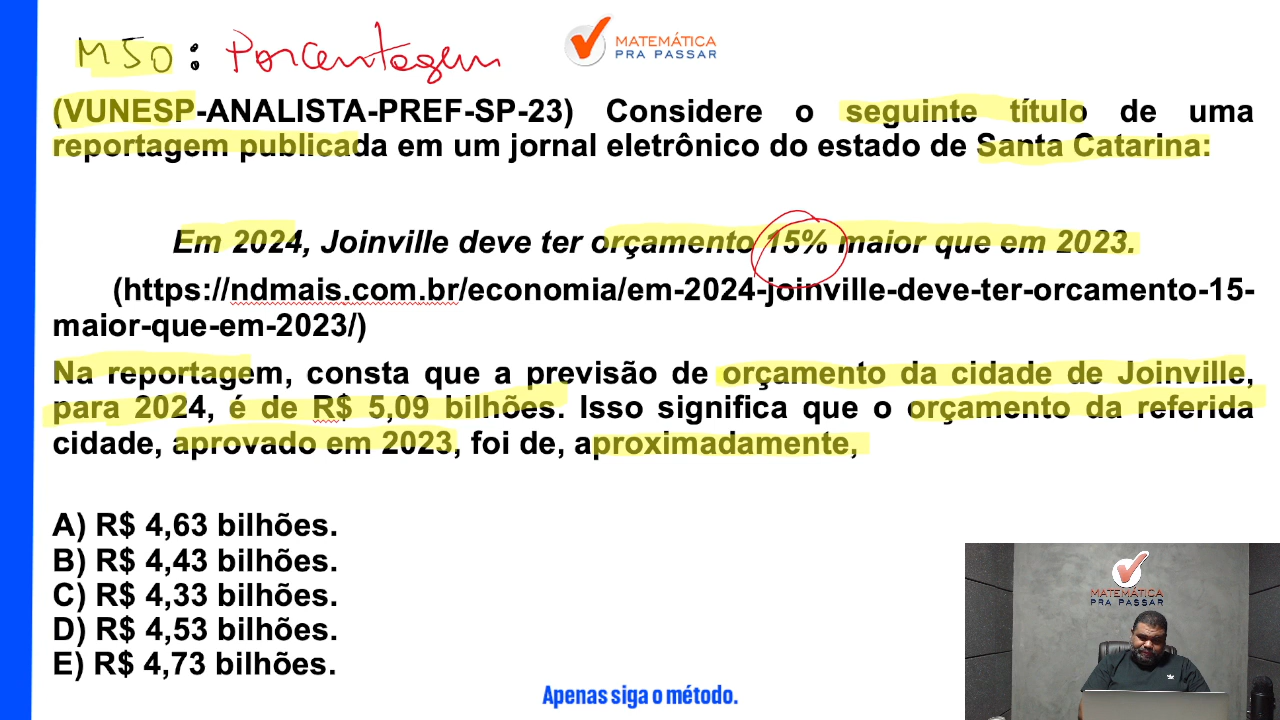 M50: Porcentagem
MATEMÁTICA
PRA PASSAR
(VUNESP-ANALISTA-PREF-SP-23) Considere o seguinte título de uma
reportagem publicada em um jornal eletrônico do estado de Santa Catarina:
Em 2024, Joinville deve ter orçamento 15% maior que em 2023.
(https://ndmais.com.br/economia/em-2024-joinville-deve-ter-orcamento-15-
maior-que-em-2023/)
Na reportagem, consta que a previsão de orçamento da cidade de Joinville,
para 2024, é de R$ 5,09 bilhões. Isso significa que o orçamento da referida
cidade, aprovado em 2023, foi de, aproximadamente,
A) R$ 4,63 bilhões.
B) R$ 4,43 bilhões.
C) R$ 4,33 bilhões.
D) R$ 4,53 bilhões.
E) R$ 4,73 bilhões.
MATEMÁTICA
PRA PASSAR
Apenas siga o método.